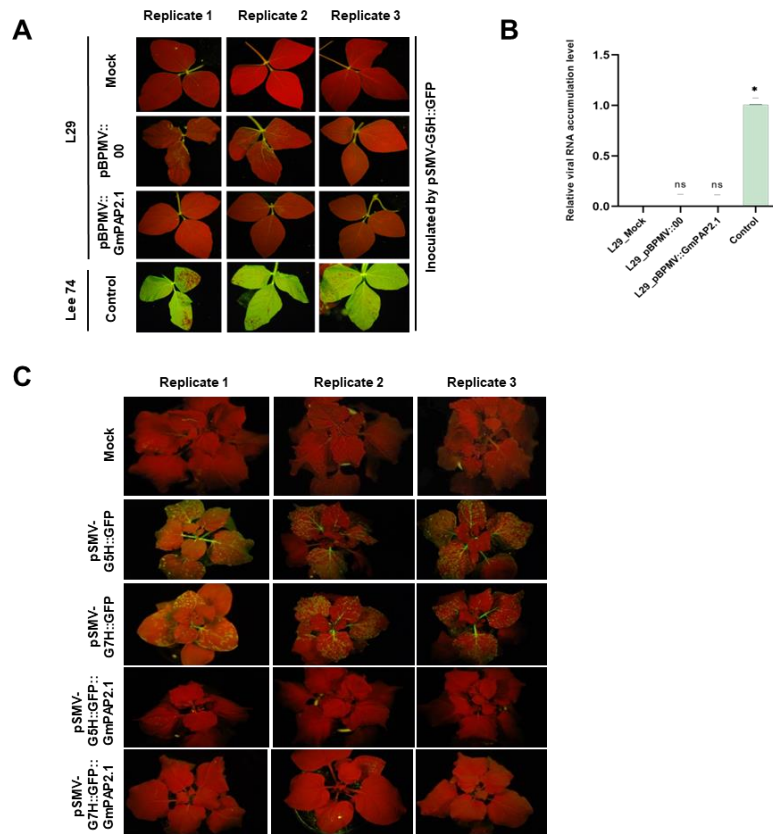 A
Replicate 1 Replicate 2 Replicate 3
L29
Mock
pBPMV::
00
pBPMV::
GmPAP2.1
Lee 74
Control
Inoculated by pSMV-G5H::GFP
B
Relative viral RNA accumulation level
1.5
1.0
0.5
0.0
ns
ns
*
L29_Mock
L29_pBPMV::00
L29_pBPMV::GmPAP2.1
Control
C
Replicate 1 Replicate 2 Replicate 3
Mock
pSMV-
G5H::GFP
pSMV-
G7H::GFP
pSMV-
G5H::GFP::
GmPAP2.1
pSMV-
G7H::GFP::
GmPAP2.1